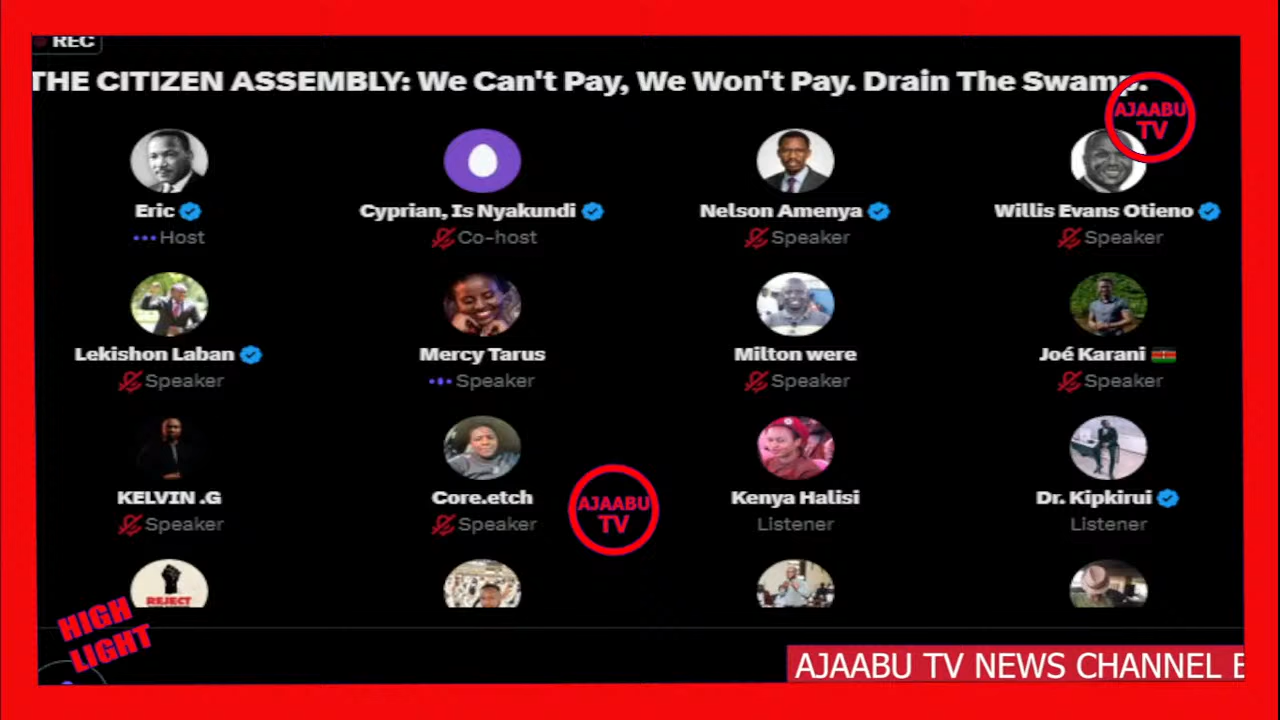 REC
THE CITIZEN ASSEMBLY: We Can't Pay, We Won't Pay. Drain The Swamp.
AJAABU
TV
Eric
Host
Cyprian, Is Nyakundi
Co-host
Nelson Amenya
Speaker
Willis Evans Otieno
Speaker
Lekishon Laban
Speaker
Mercy Tarus
Speaker
Milton were
Speaker
Joé Karani
Speaker
KELVIN .G
Speaker
Core.etch
Speaker
AJAABU
TV
Kenya Halisi
Listener
Dr. Kipkirui
Listener
REJECT
HIGH
LIGHT
AJAABU TV NEWS CHANNEL E